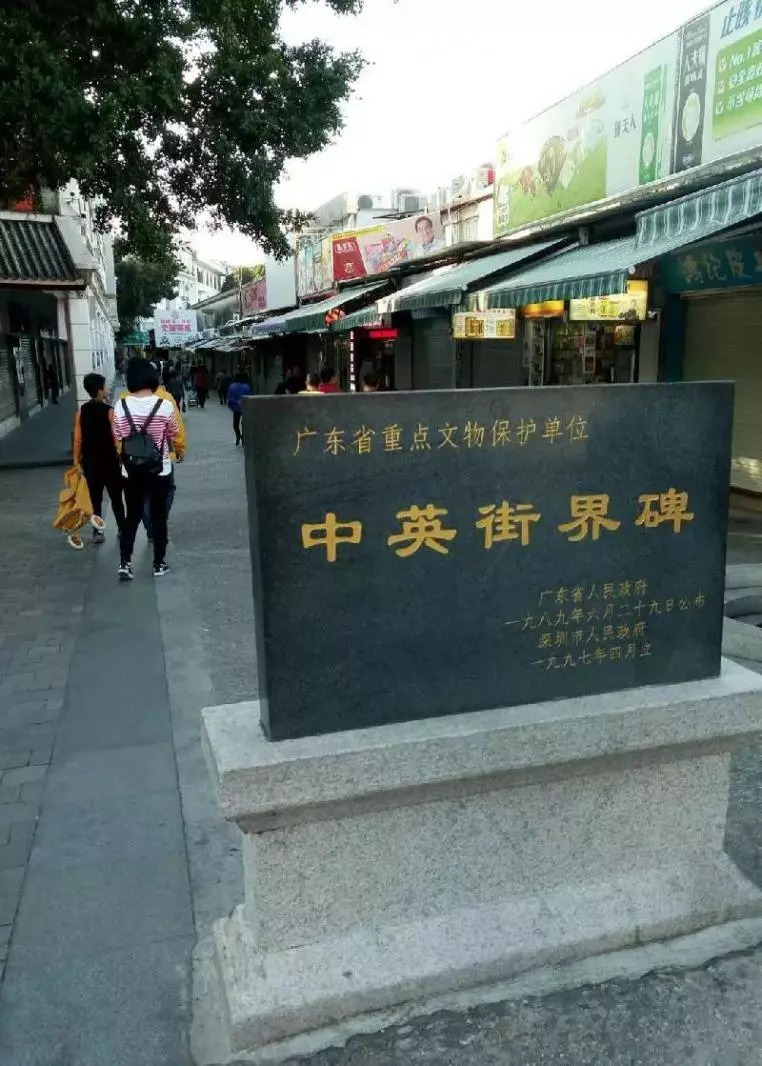 广东省重点文物保护单位
中英街界碑
广东省人民政府
一九八九年六月二十九日公布
深圳市人民政府
一九九七年四月立
No.1